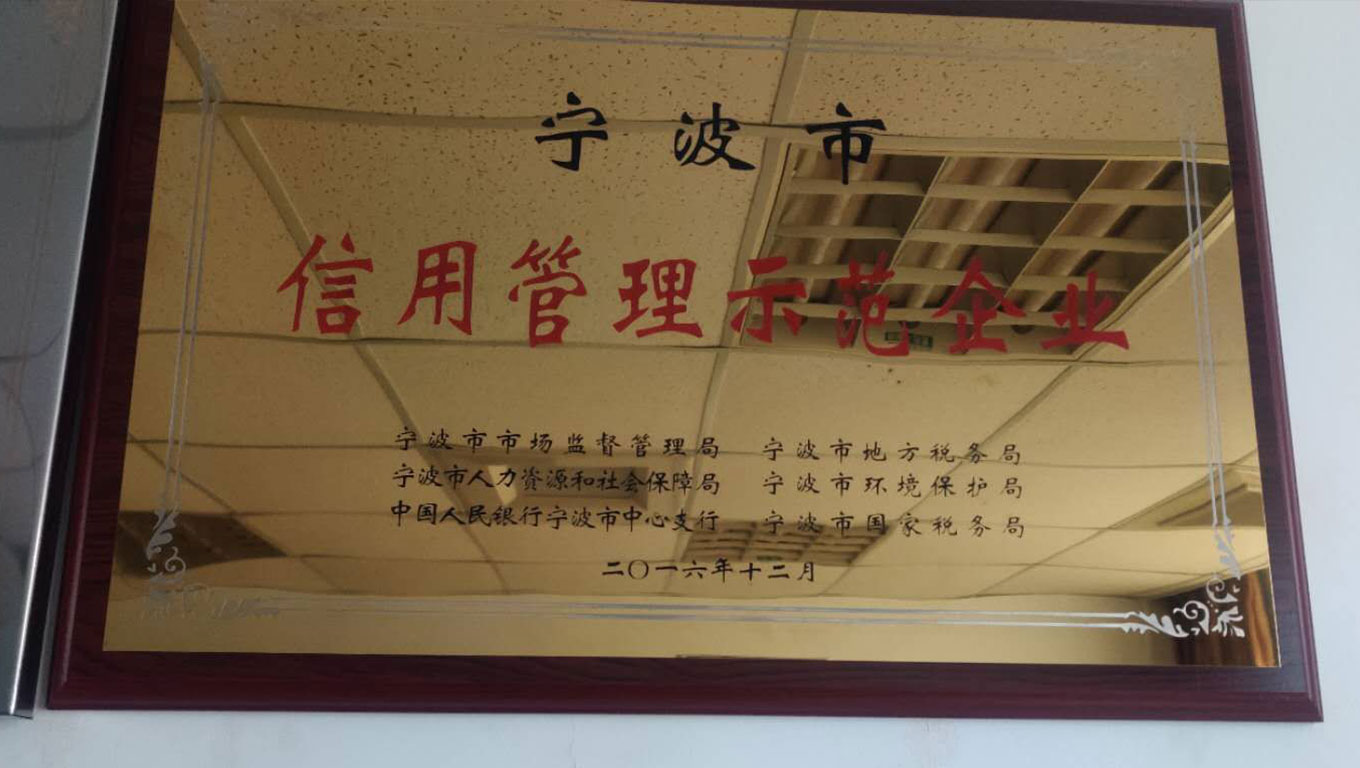 宁波市
信用管理示范企业
宁波市市场监督管理局 宁波市地方税务局
宁波市人力资源和社会保障局 宁波市环境保护局
中国人民银行宁波市中心支行 宁波市国家税务局
二〇一六年十二月